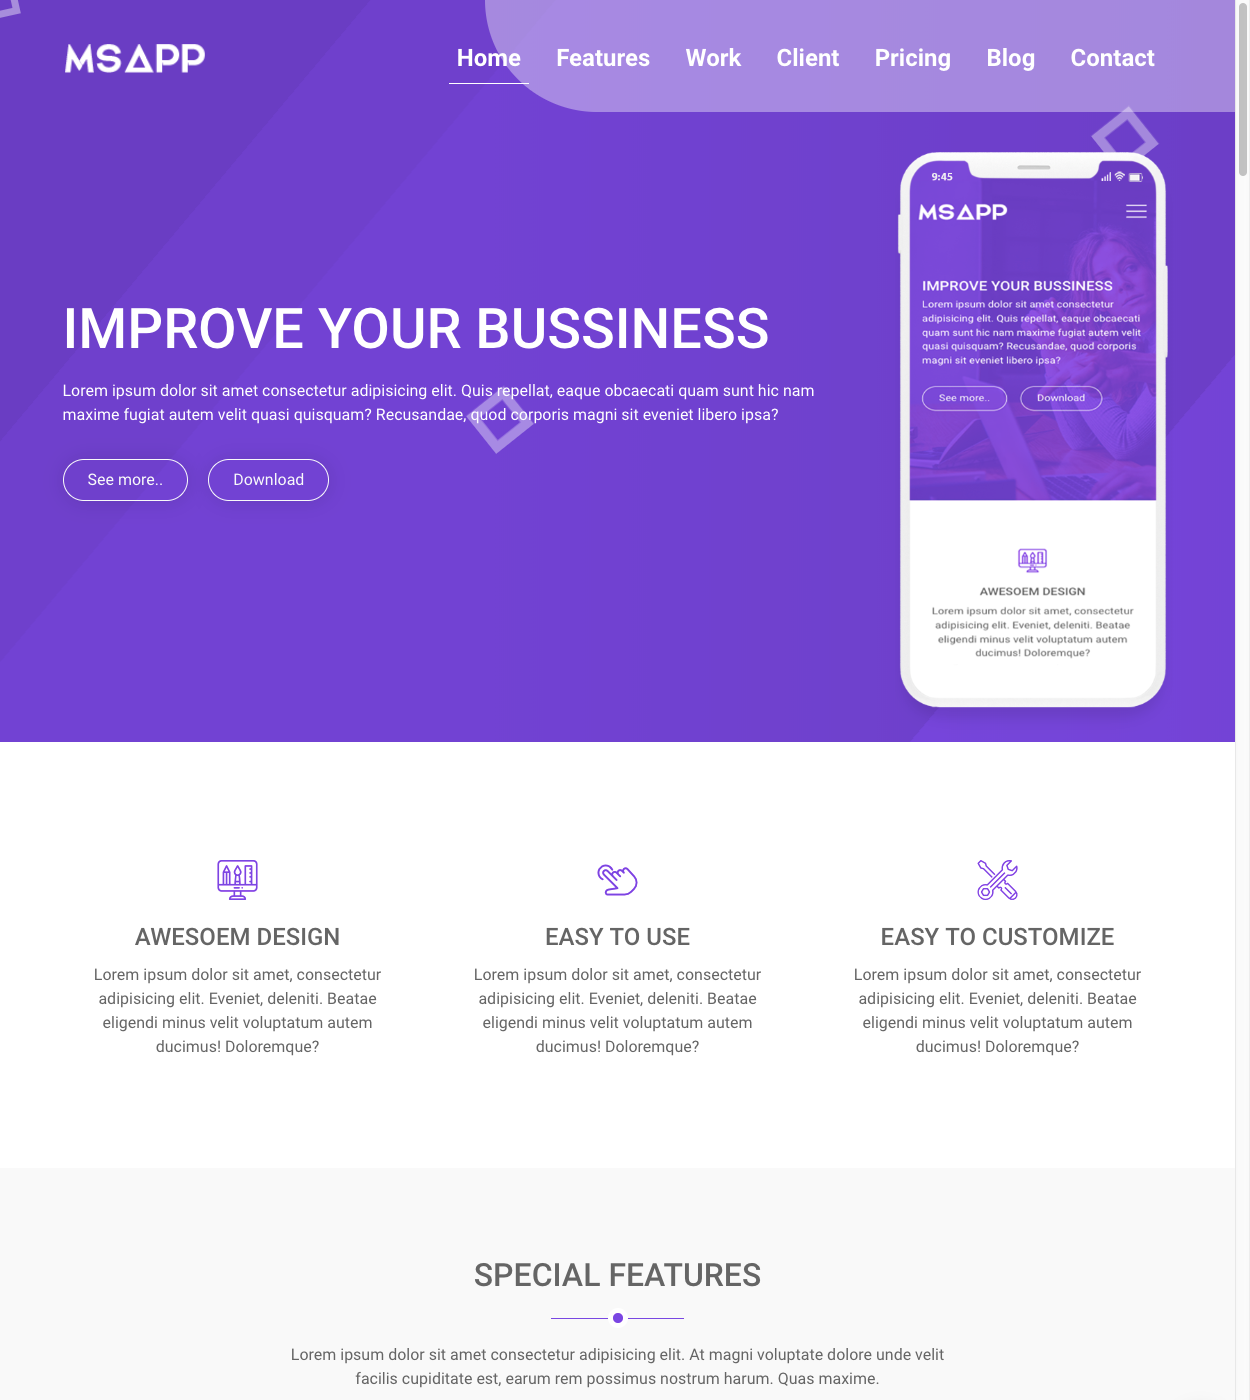 MSAPP
Home Features Work Client Pricing Blog Contact
IMPROVE YOUR BUSSINESS
Lorem ipsum dolor sit amet consectetur adipisicing elit. Quis repellat, eaque obcaecati quam sunt hic nam
maxime fugiat autem velit quasi quisquam? Recusandae, quod corporis magni sit eveniet libero ipsa?
See more.. Download
9:45
MSAPP
IMPROVE YOUR BUSSINESS
Lorem ipsum dolor sit amet consectetur
adipisicing elit. Quis repellat, eaque obcaecati
quam sunt hic nam maxime fugiat autem velit
quasi quisquam? Recusandae, quod corporis
magni sit eveniet libero ipsa?
See more.. Download
AWESOEM DESIGN
Lorem ipsum dolor sit amet, consectetur
adipisicing elit. Eveniet, deleniti. Beatae
eligendi minus velit voluptatum autem
ducimus! Doloremque?
AWESOEM DESIGN
Lorem ipsum dolor sit amet, consectetur
adipisicing elit. Eveniet, deleniti. Beatae
eligendi minus velit voluptatum autem
ducimus! Doloremque?
EASY TO USE
Lorem ipsum dolor sit amet, consectetur
adipisicing elit. Eveniet, deleniti. Beatae
eligendi minus velit voluptatum autem
ducimus! Doloremque?
EASY TO CUSTOMIZE
Lorem ipsum dolor sit amet, consectetur
adipisicing elit. Eveniet, deleniti. Beatae
eligendi minus velit voluptatum autem
ducimus! Doloremque?
SPECIAL FEATURES
Lorem ipsum dolor sit amet consectetur adipisicing elit. At magni voluptate dolore unde velit
facilis cupiditate est, earum rem possimus nostrum harum. Quas maxime.